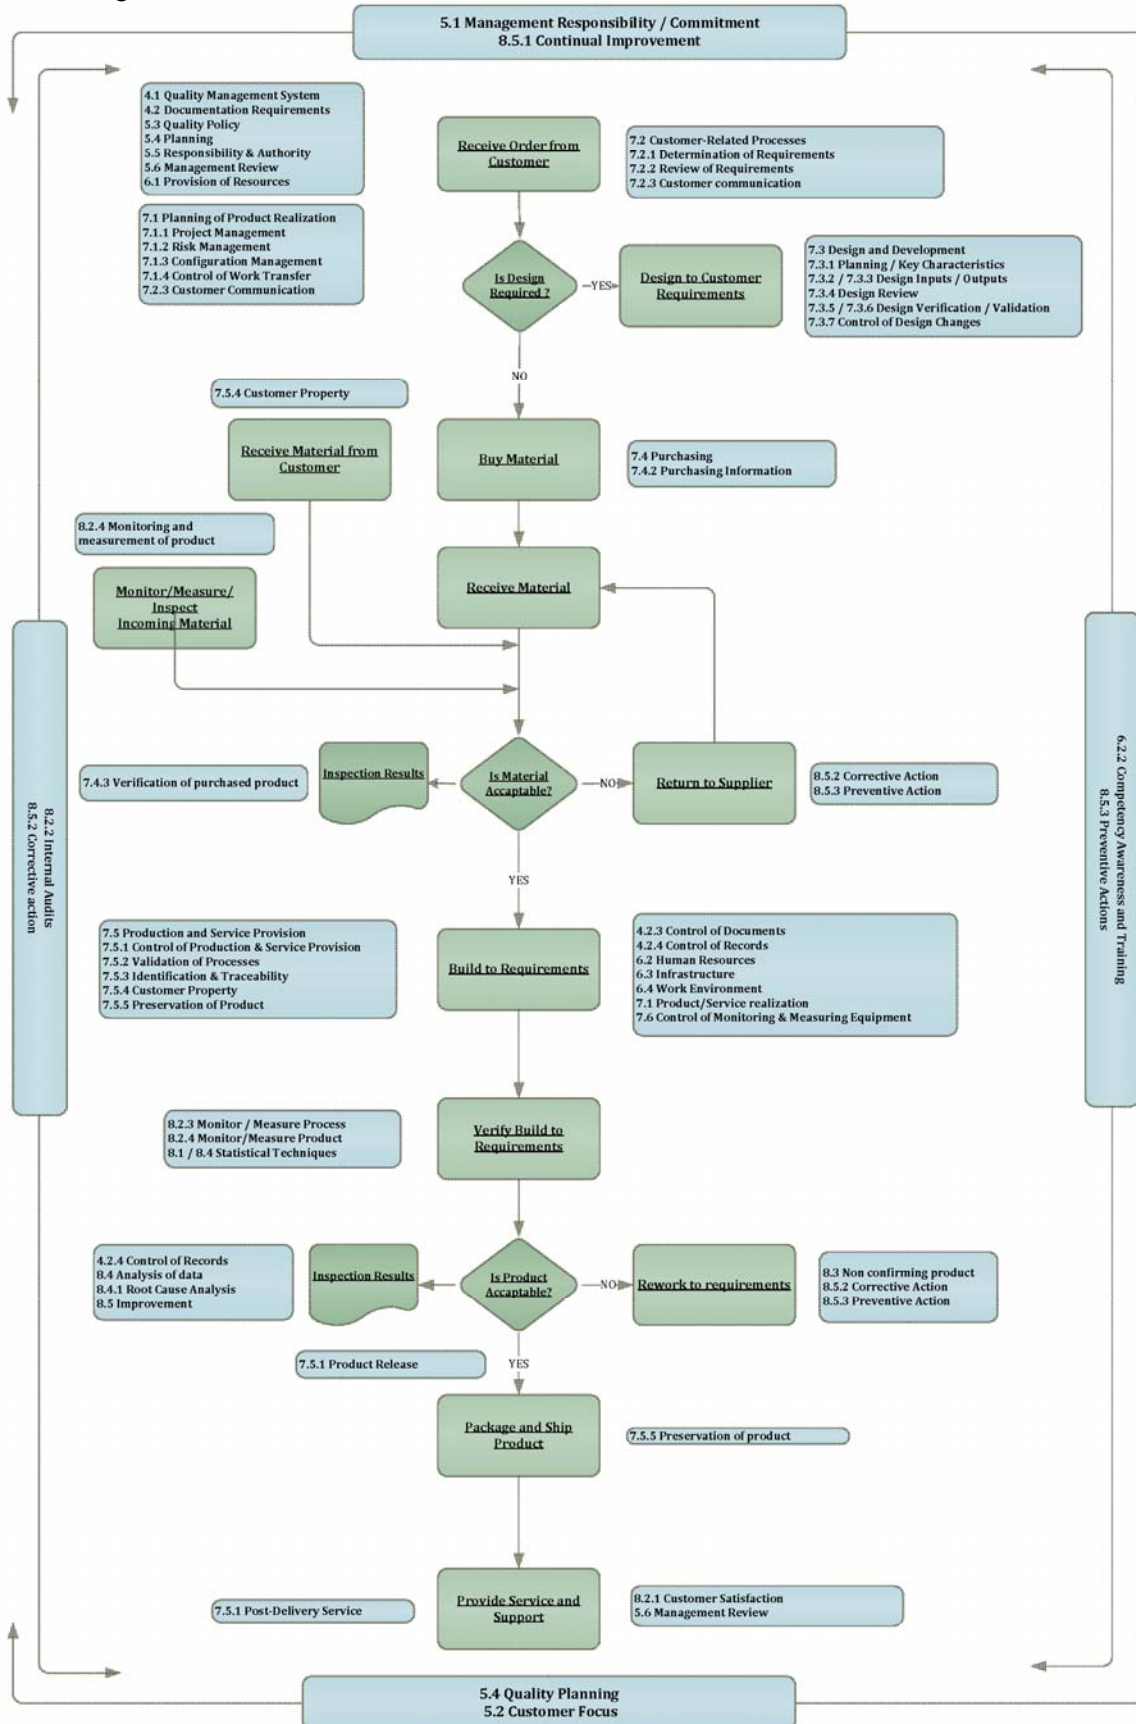 5.1 Management Responsibility / Commitment
8.5.1 Continual Improvement
4.1 Quality Management System
4.2 Documentation Requirements
5.3 Quality Policy
5.4 Planning
5.5 Responsibility & Authority
5.6 Management Review
6.1 Provision of Resources
Receive Order from
Customer
7.2 Customer-Related Processes
7.2.1 Determination of Requirements
7.2.2 Review of Requirements
7.2.3 Customer communication
7.1 Planning of Product Realization
7.1.1 Project Management
7.1.2 Risk Management
7.1.3 Configuration Management
7.1.4 Control of Work Transfer
7.2.3 Customer Communication
Is Design
Required ?
YES
Design to Customer
Requirements
7.3 Design and Development
7.3.1 Planning / Key Characteristics
7.3.2 / 7.3.3 Design Inputs / Outputs
7.3.4 Design Review
7.3.5 / 7.3.6 Design Verification / Validation
7.3.7 Control of Design Changes
NO
7.5.4 Customer Property
Receive Material from
Customer
Buy Material
7.4 Purchasing
7.4.2 Purchasing Information
8.2.4 Monitoring and
measurement of product
Monitor/Measure/
Inspect
Incoming Material
Receive Material
8.2.2 Internal Audits
8.5.2 Corrective action
6.2.2 Competency Awareness and Training
8.5.3 Preventive Actions
7.4.3 Verification of purchased product
Inspection Results
Is Material
Accaptable?
NO
Return to Supplier
8.5.2 Corrective Action
8.5.3 Preventive Action
YES
7.5 Production and Service Provision
7.5.1 Control of Production & Service Provision
7.5.2 Validation of Processes
7.5.3 Identification & Traceability
7.5.4 Customer Property
7.5.5 Preservation of Product
Build to Requirements
4.2.3 Control of Documents
4.2.4 Control of Records
6.2 Human Resources
6.3 Infrastructure
6.4 Work Environment
7.1 Product/Service realization
7.6 Control of Monitoring & Measuring Equipment
8.2.3 Monitor / Measure Process
8.2.4 Monitor/Measure Product
8.1 / 8.4 Statistical Techniques
Verify Build to
Requirements
4.2.4 Control of Records
8.4 Analysis of data
8.4.1 Root Cause Analysis
8.5 Improvement
Inspection Results
Is Product
Accaptable?
NO
Rework to requirements
8.3 Non confirming product
8.5.2 Corrective Action
8.5.3 Preventive Action
7.5.1 Product Release
YES
Package and Ship
Product
7.5.5 Preservation of product
7.5.1 Post-Delivery Service
Provide Service and
Support
8.2.1 Customer Satisfaction
5.6 Management Review
5.4 Quality Planning
5.2 Customer Focus